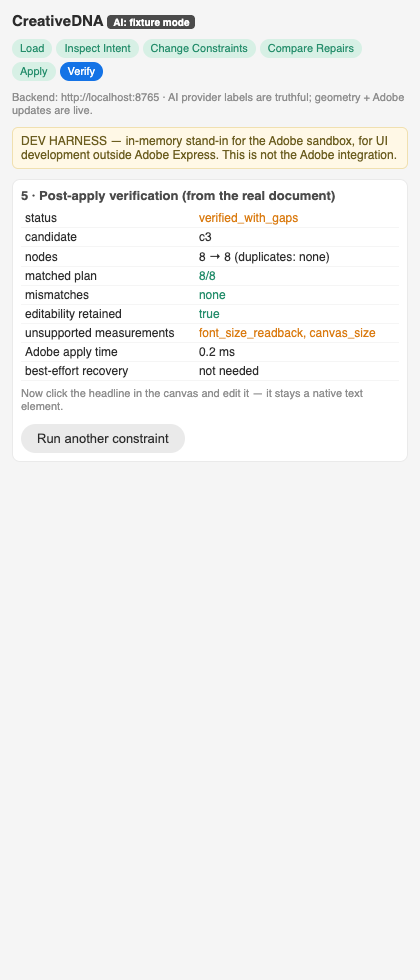 CreativeDNA AI: fixture mode
Load Inspect Intent Change Constraints Compare Repairs
Apply Verify
Backend: http://localhost:8765 · AI provider labels are truthful; geometry + Adobe
updates are live.
DEV HARNESS — in-memory stand-in for the Adobe sandbox, for UI
development outside Adobe Express. This is not the Adobe integration.
5 · Post-apply verification (from the real document)
status verified_with_gaps
candidate c3
nodes 8 → 8 (duplicates: none)
matched plan 8/8
mismatches none
editability retained true
unsupported measurements font_size_readback, canvas_size
Adobe apply time 0.2 ms
best-effort recovery not needed
Now click the headline in the canvas and edit it — it stays a native text
element.
Run another constraint